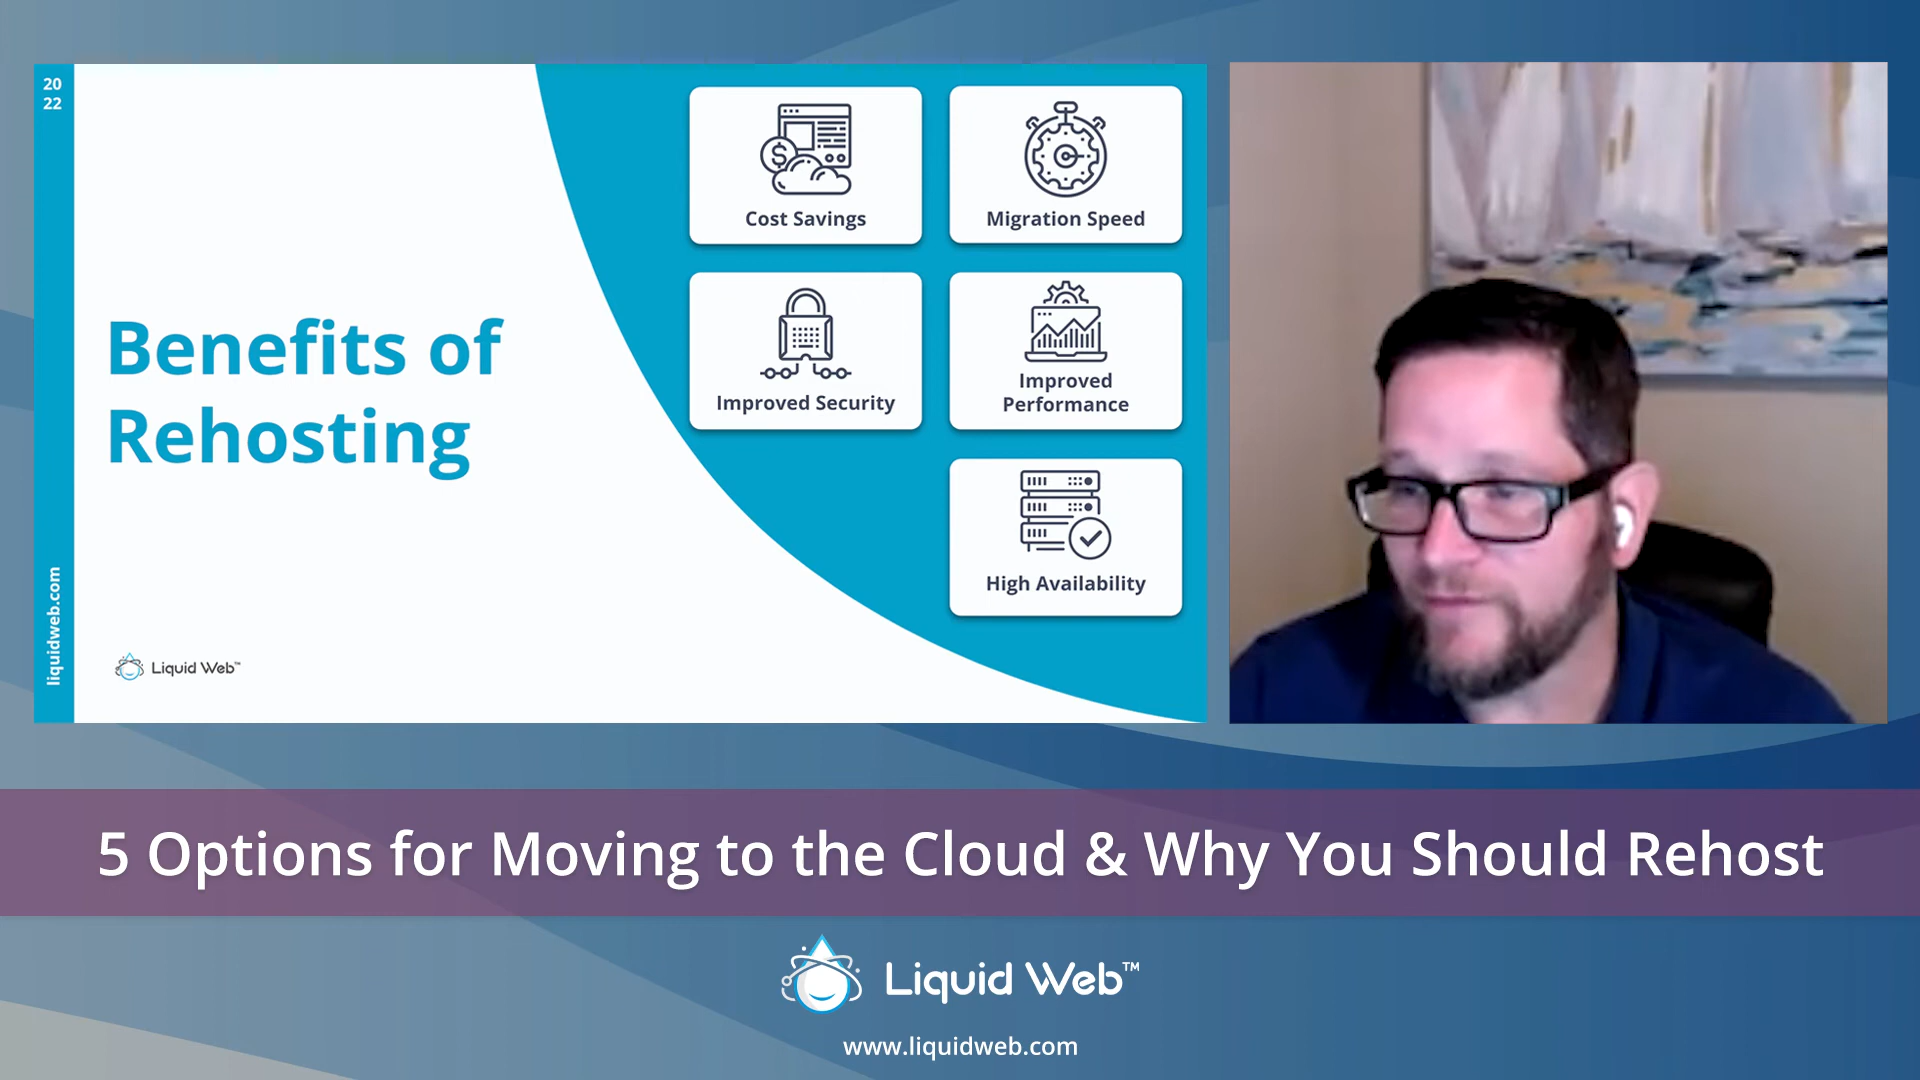 20
22
liquidweb.com
Benefits of
Rehosting
Liquid Web™
Cost Savings
Migration Speed
Improved Security
Improved
Performance
High Availability
5 Options for Moving to the Cloud & Why You Should Rehost
Liquid Web™
www.liquidweb.com